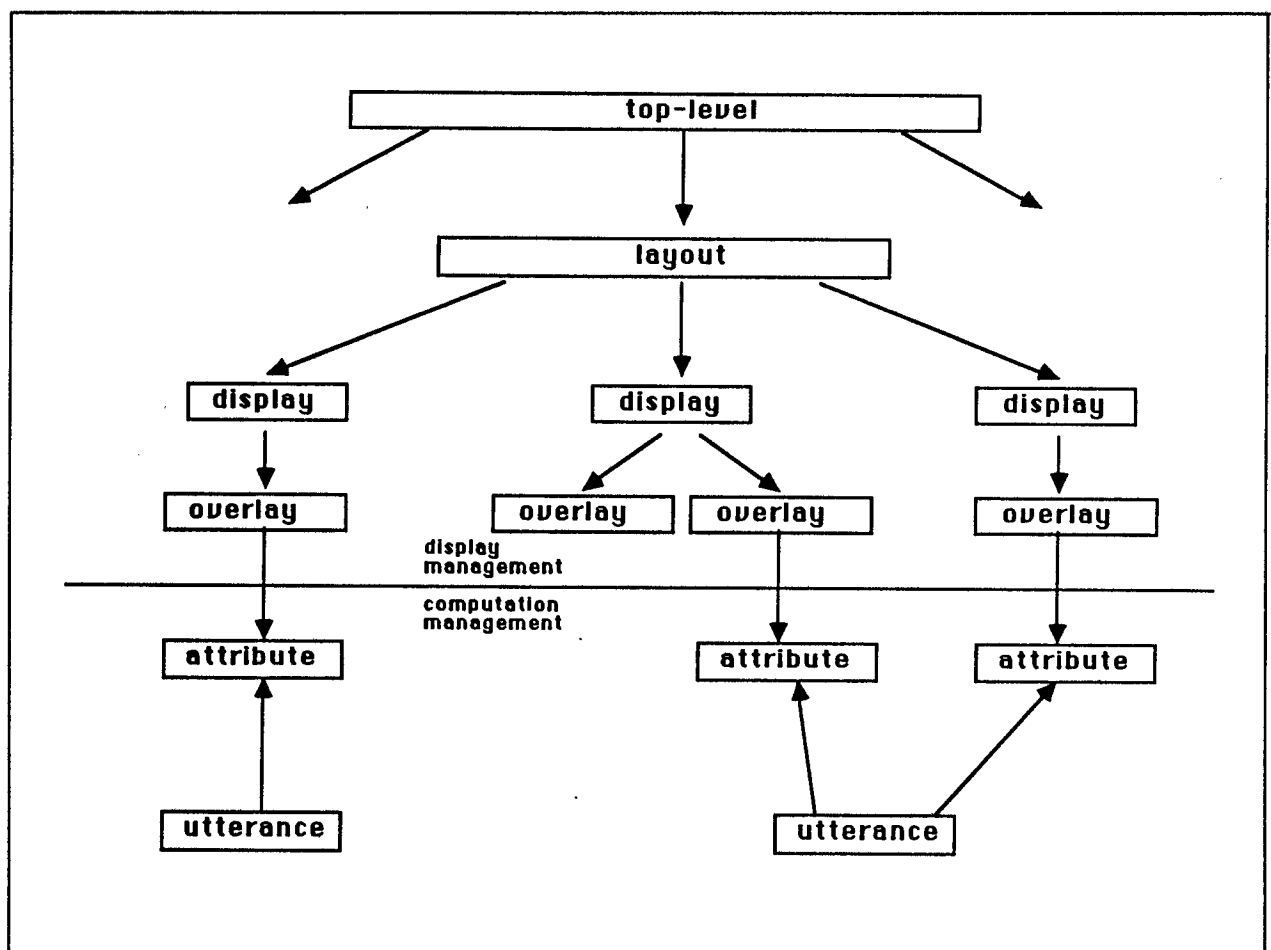 top-level
layout
display display display
overlay overlay overlay overlay
display
management
computation
management
attribute attribute attribute
utterance utterance